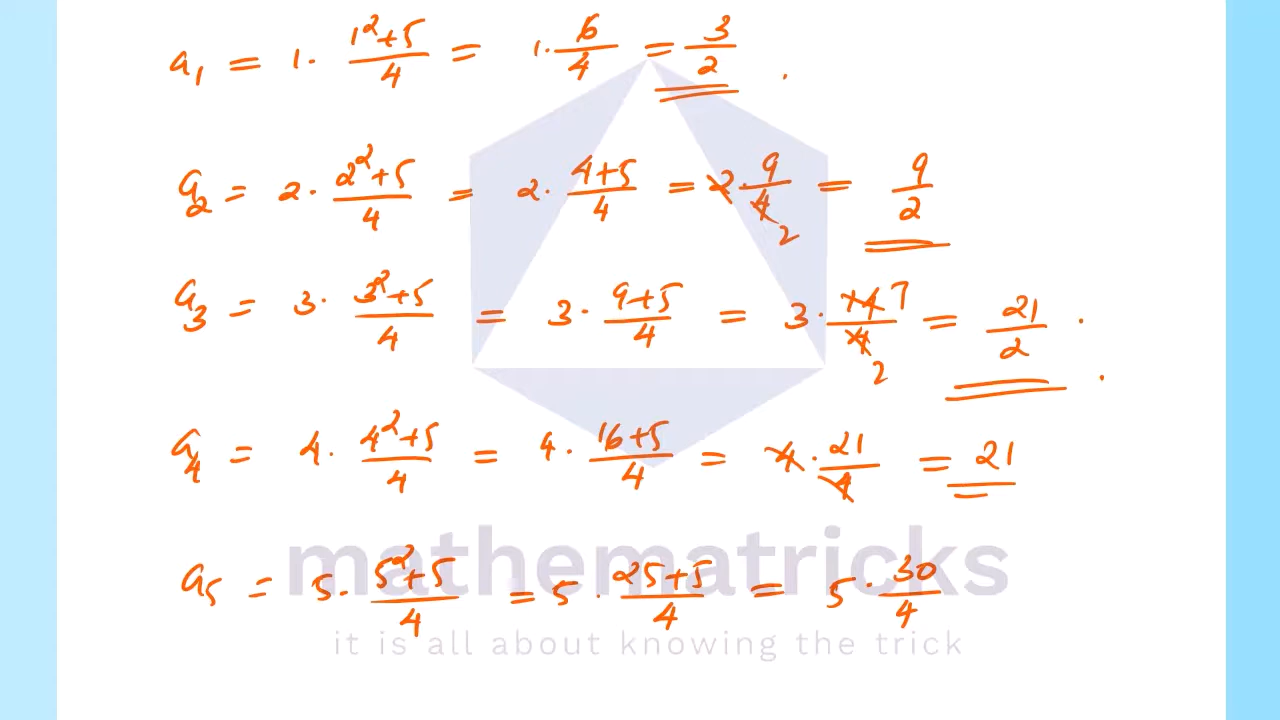 a₁ = 1 · (1²+5)/4 = 1 · 6/4 = 3/2 .
a₂ = 2 · (2²+5)/4 = 2 · (4+5)/4 = 2 · 9/4 2 = 9/2
a₃ = 3 · (3²+5)/4 = 3 · (9+5)/4 = 3 · 14 7/4 2 = 21/2 .
a₄ = 4 · (4²+5)/4 = 4 · (16+5)/4 = 4 · 21/4 = 21
a₅ = 5 · (5²+5)/4 = 5 · (25+5)/4 = 5 · 30/4
mathematricks
it is all about knowing the trick